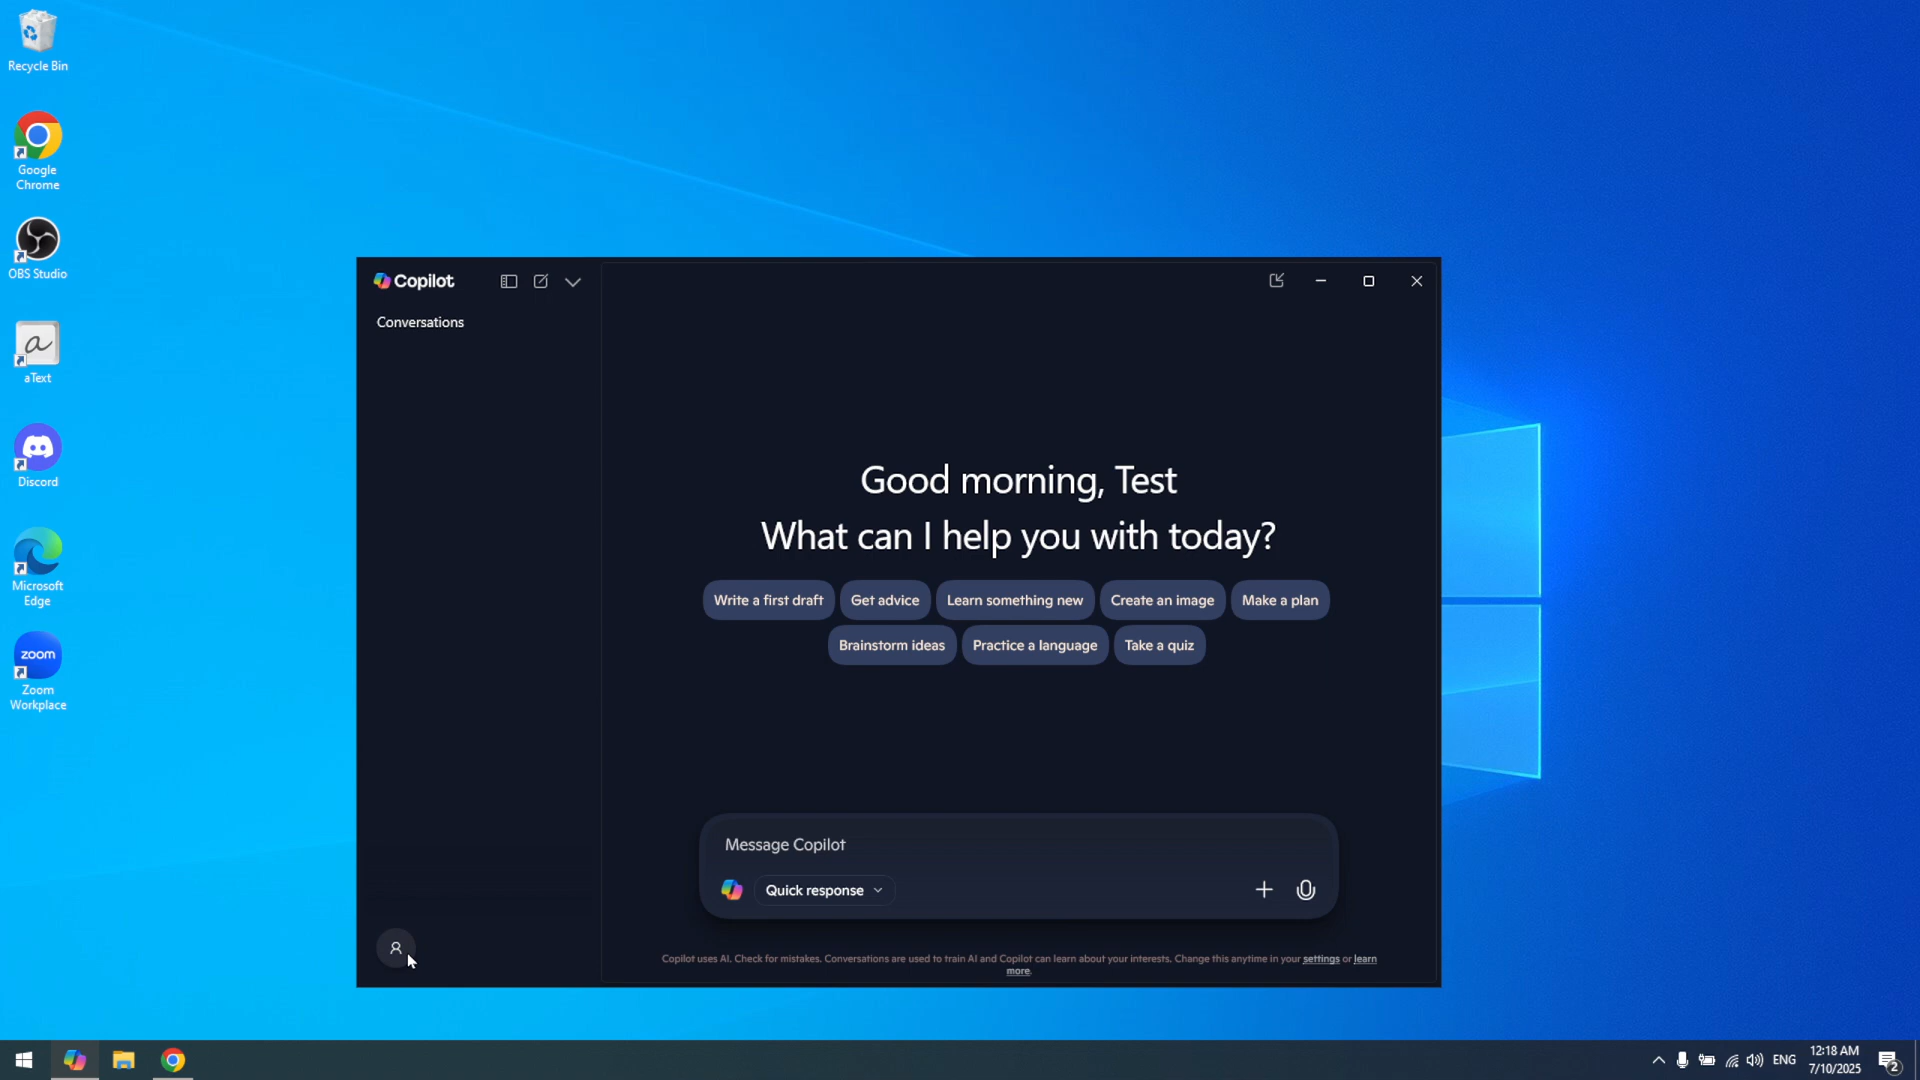 Recycle Bin
Google
Chrome
OBS Studio
a
aText
Discord
Microsoft
Edge
zoom
Zoom
Workplace
Copilot
Conversations
Good morning, Test
What can I help you with today?
Write a first draft
Get advice
Learn something new
Create an image
Make a plan
Brainstorm ideas
Practice a language
Take a quiz
Message Copilot
Quick response
Copilot uses AI. Check for mistakes. Conversations are used to train AI and Copilot can learn about your interests. Change this anytime in your settings or learn
more.
ENG
12:18 AM
7/10/2025
2